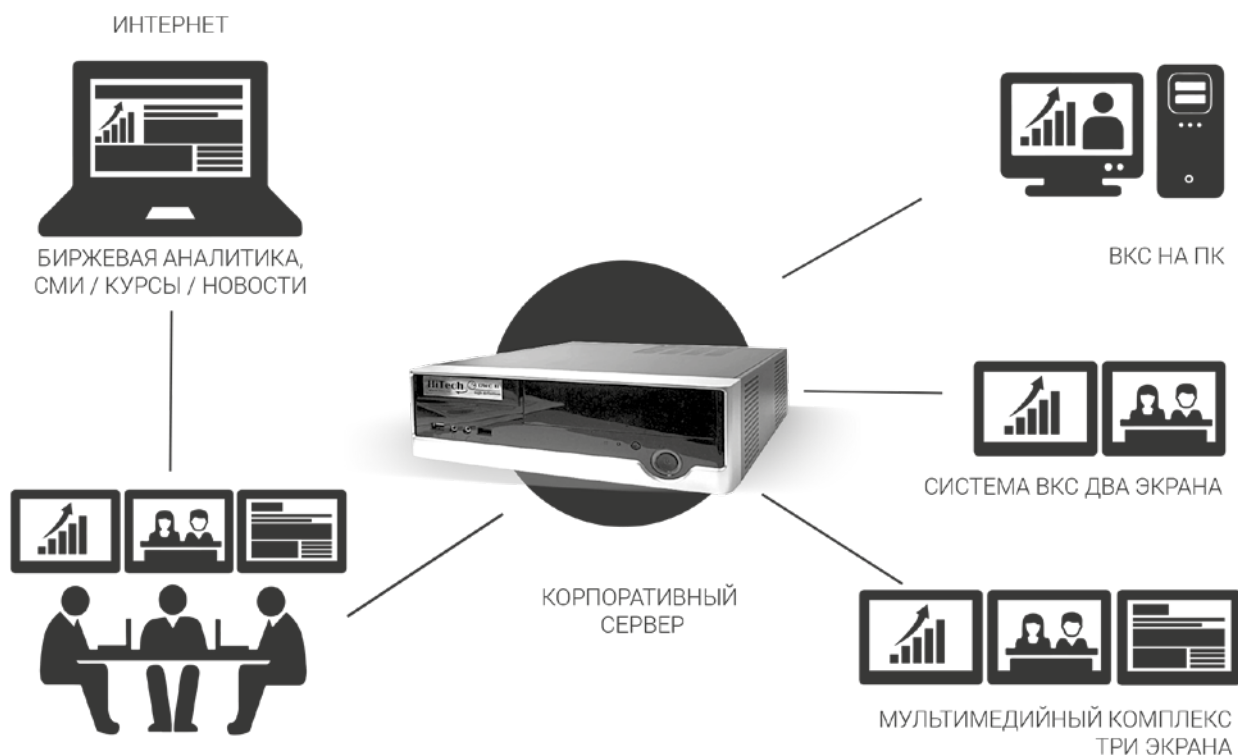 ИНТЕРНЕТ
БИРЖЕВАЯ АНАЛИТИКА,
СМИ / КУРСЫ / НОВОСТИ
ВКС НА ПК
HiTech
СИСТЕМА ВКС ДВА ЭКРАНА
КОРПОРАТИВНЫЙ
СЕРВЕР
МУЛЬТИМЕДИЙНЫЙ КОМПЛЕКС
ТРИ ЭКРАНА